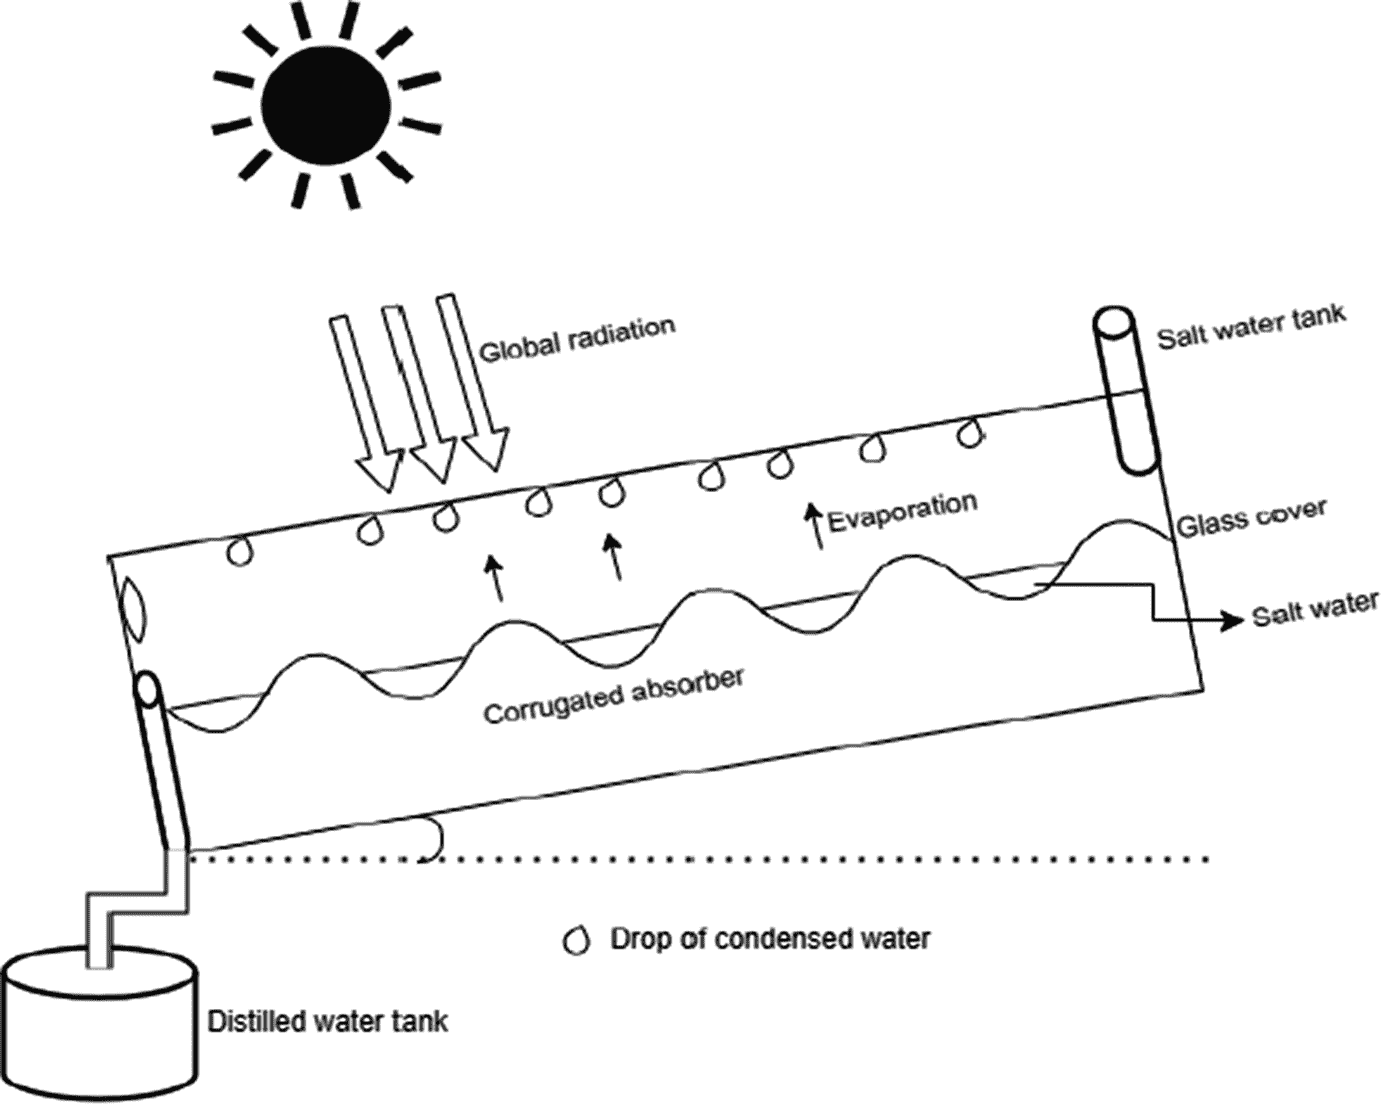 Global radiation
Salt water tank
Evaporation
Glass cover
Salt water
Corrugated absorber
Drop of condensed water
Distilled water tank